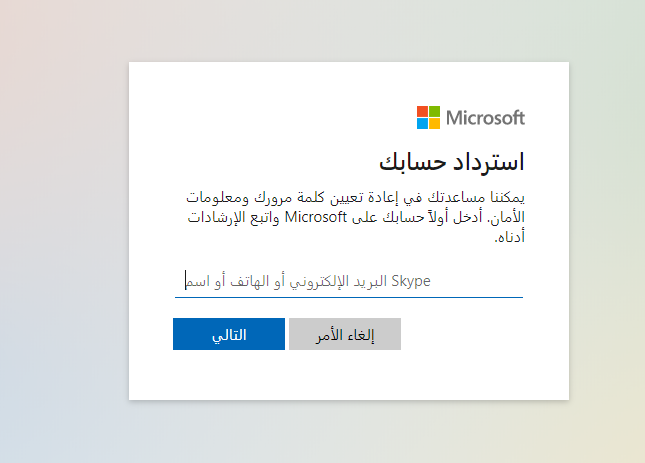 Microsoft
استرداد حسابك
يمكننا مساعدتك في إعادة تعيين كلمة مرورك ومعلومات
الأمان. أدخل أولاً حسابك على Microsoft واتبع الإرشادات
أدناه.
البريد الإلكتروني أو الهاتف أو اسم Skype
إلغاء الأمر
التالي